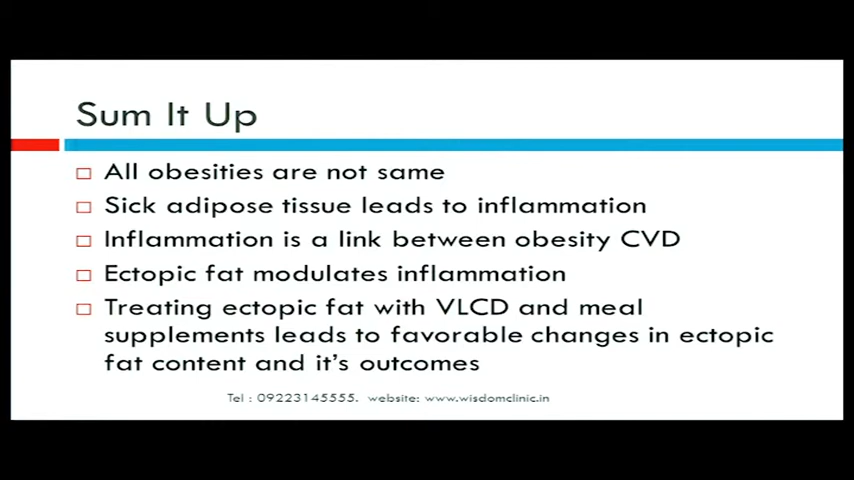 Sum It Up
All obesities are not same
Sick adipose tissue leads to inflammation
Inflammation is a link between obesity CVD
Ectopic fat modulates inflammation
Treating ectopic fat with VLCD and meal
supplements leads to favorable changes in ectopic
fat content and it's outcomes
Tel : 09223145555. website: www.wisdomclinic.in